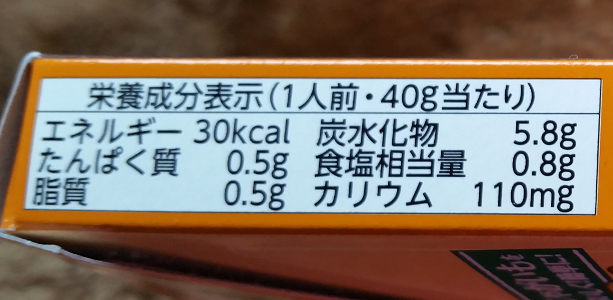 栄養成分表示(1人前・40g当たり)
エネルギー 30kcal 炭水化物 5.8g
たんぱく質 0.5g 食塩相当量 0.8g
脂質 0.5g カリウム 110mg